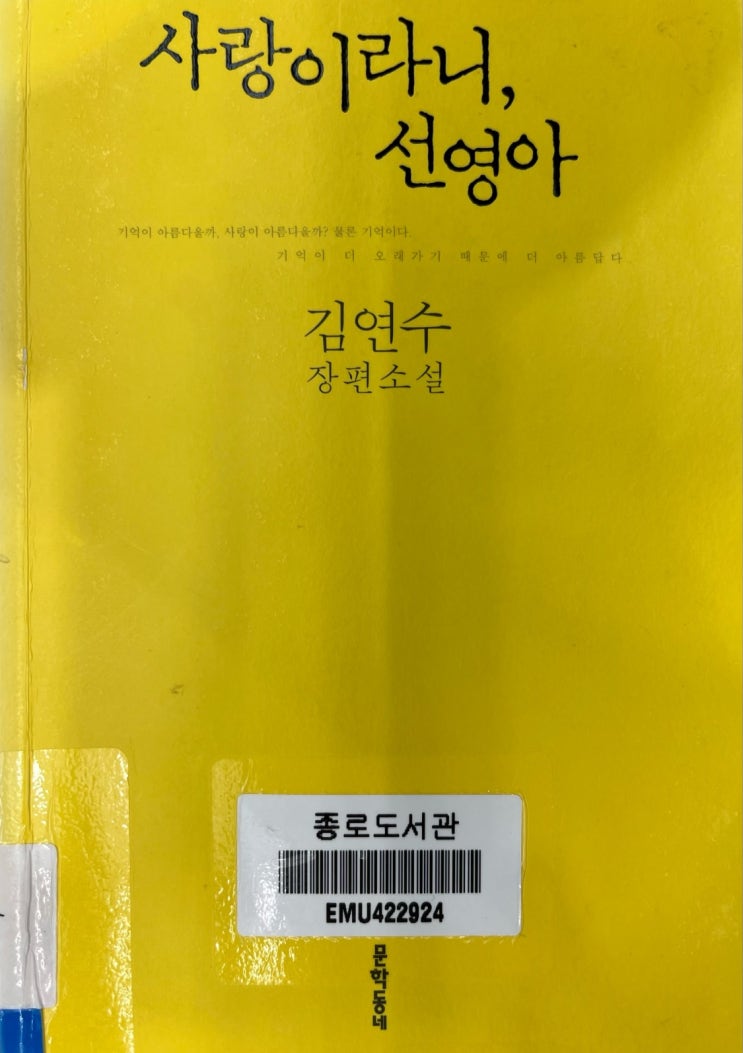 사랑이라니,
선영아
기억이 아름다울까, 사랑이 아름다울까? 물론 기억이다.
기억이 더 오래가기 때문에 더 아름답다
김연수
장편소설
종로도서관
EMU422924
문학동네